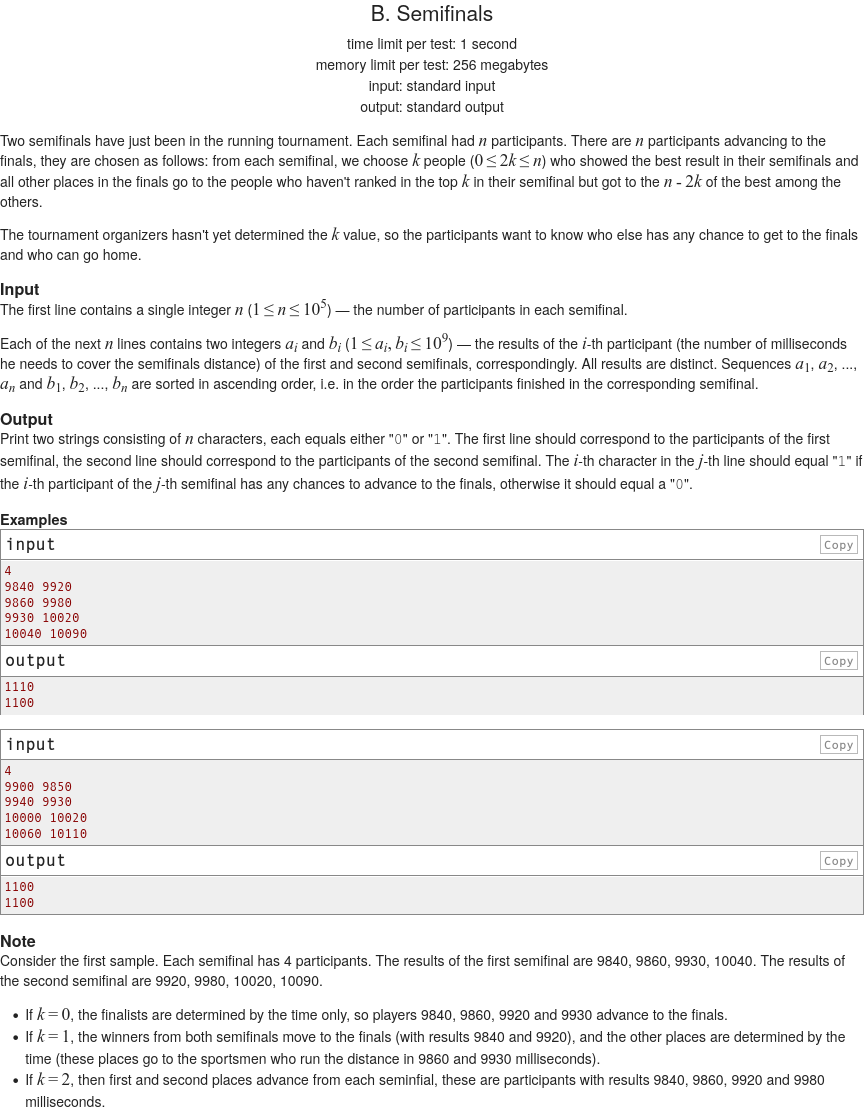 B. Semifinals
time limit per test: 1 second
memory limit per test: 256 megabytes
input: standard input
output: standard output
Two semifinals have just been in the running tournament. Each semifinal had n participants. There are n participants advancing to the
finals, they are chosen as follows: from each semifinal, we choose k people (0 ≤ 2k ≤ n) who showed the best result in their semifinals and
all other places in the finals go to the people who haven't ranked in the top k in their semifinal but got to the n - 2k of the best among the
others.
The tournament organizers hasn't yet determined the k value, so the participants want to know who else has any chance to get to the finals
and who can go home.
Input
The first line contains a single integer n (1 ≤ n ≤ 10^5) — the number of participants in each semifinal.
Each of the next n lines contains two integers a_i and b_i (1 ≤ a_i, b_i ≤ 10^9) — the results of the i-th participant (the number of milliseconds
he needs to cover the semifinals distance) of the first and second semifinals, correspondingly. All results are distinct. Sequences a_1, a_2, ...,
a_n and b_1, b_2, ..., b_n are sorted in ascending order, i.e. in the order the participants finished in the corresponding semifinal.
Output
Print two strings consisting of n characters, each equals either "0" or "1". The first line should correspond to the participants of the first
semifinal, the second line should correspond to the participants of the second semifinal. The i-th character in the j-th line should equal "1" if
the i-th participant of the j-th semifinal has any chances to advance to the finals, otherwise it should equal a "0".
Examples
input Copy
4
9840 9920
9860 9980
9930 10020
10040 10090
output Copy
1110
1100
input Copy
4
9900 9850
9940 9930
10000 10020
10060 10110
output Copy
1100
1100
Note
Consider the first sample. Each semifinal has 4 participants. The results of the first semifinal are 9840, 9860, 9930, 10040. The results of
the second semifinal are 9920, 9980, 10020, 10090.
• If k = 0, the finalists are determined by the time only, so players 9840, 9860, 9920 and 9930 advance to the finals.
• If k = 1, the winners from both semifinals move to the finals (with results 9840 and 9920), and the other places are determined by the
time (these places go to the sportsmen who run the distance in 9860 and 9930 milliseconds).
• If k = 2, then first and second places advance from each seminfial, these are participants with results 9840, 9860, 9920 and 9980
milliseconds.